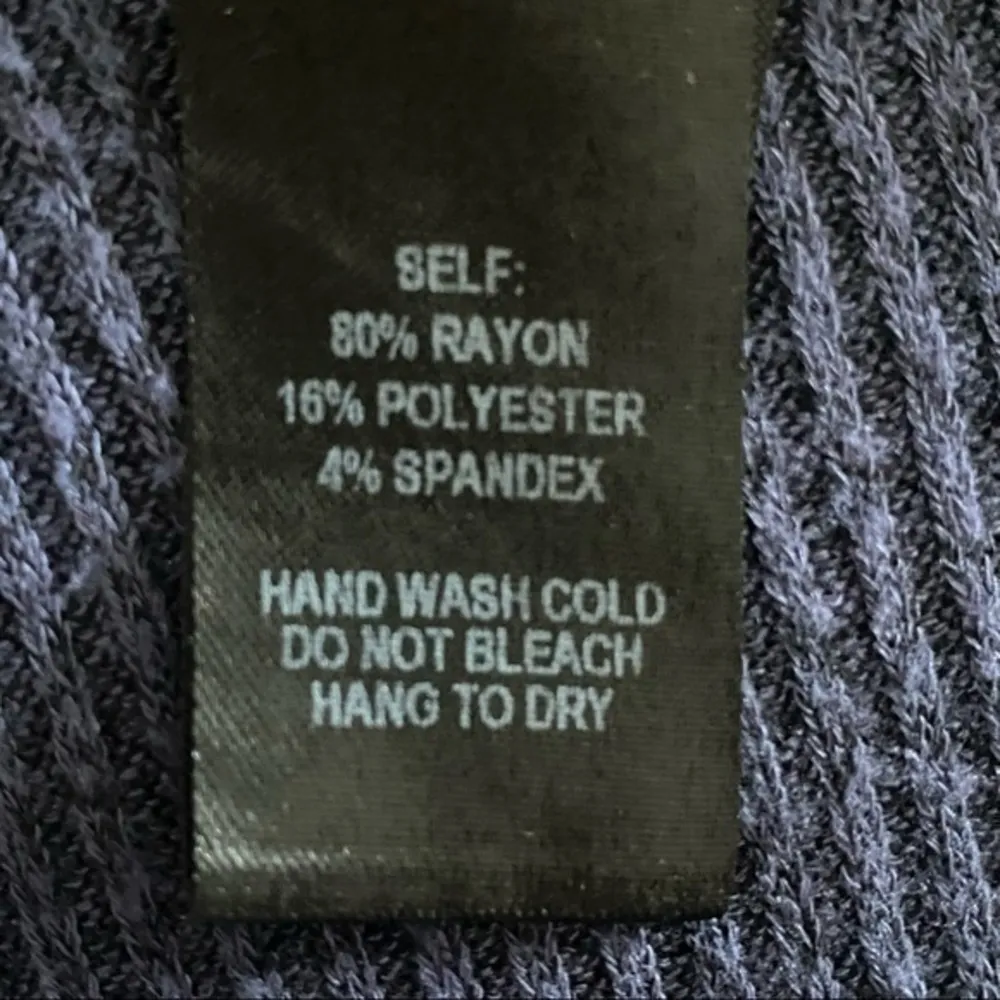 SELF:
80% RAYON
16% POLYESTER
4% SPANDEX
HAND WASH COLD
DO NOT BLEACH
HANG TO DRY